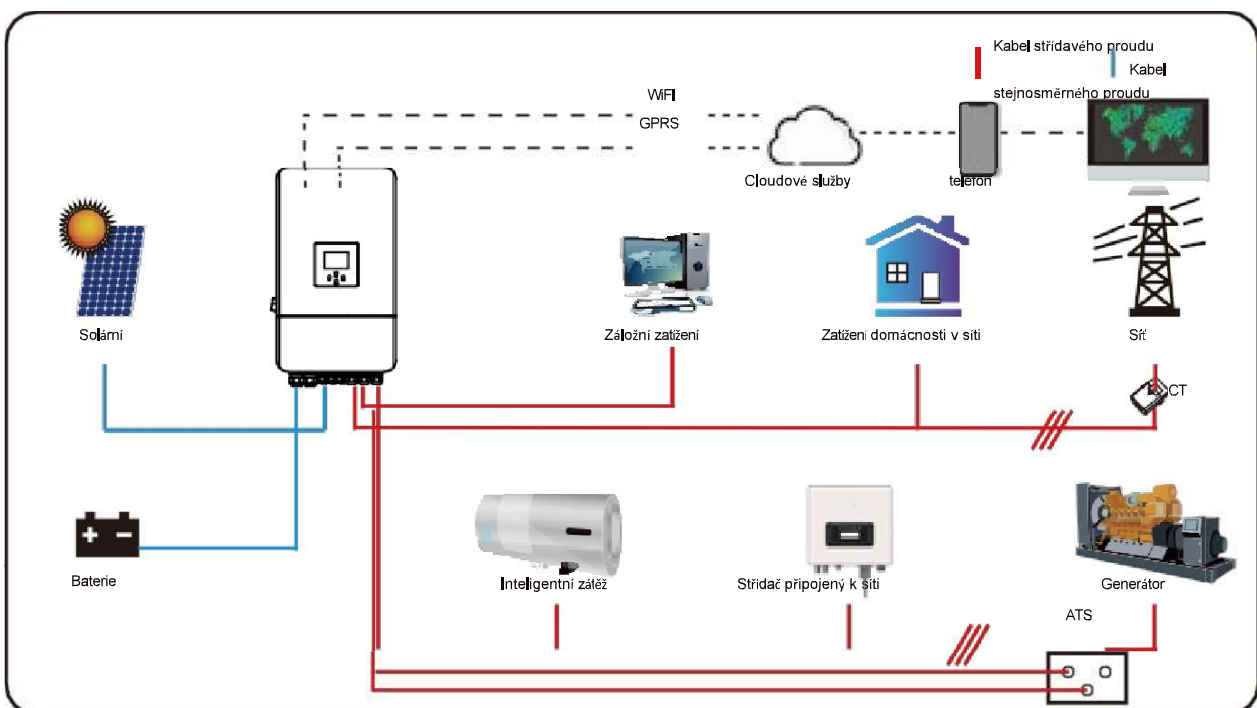 Kabel střídavého proudu
Kabel
stejnosměrného proudu
WiFI
GPRS
Cloudové služby
telefon
Solární
Záložní zatížení
Zatížení domácnosti v síti
Síť
CT
Baterie
Inteligentní zátěž
Střídač připojený k síti
Generátor
ATS